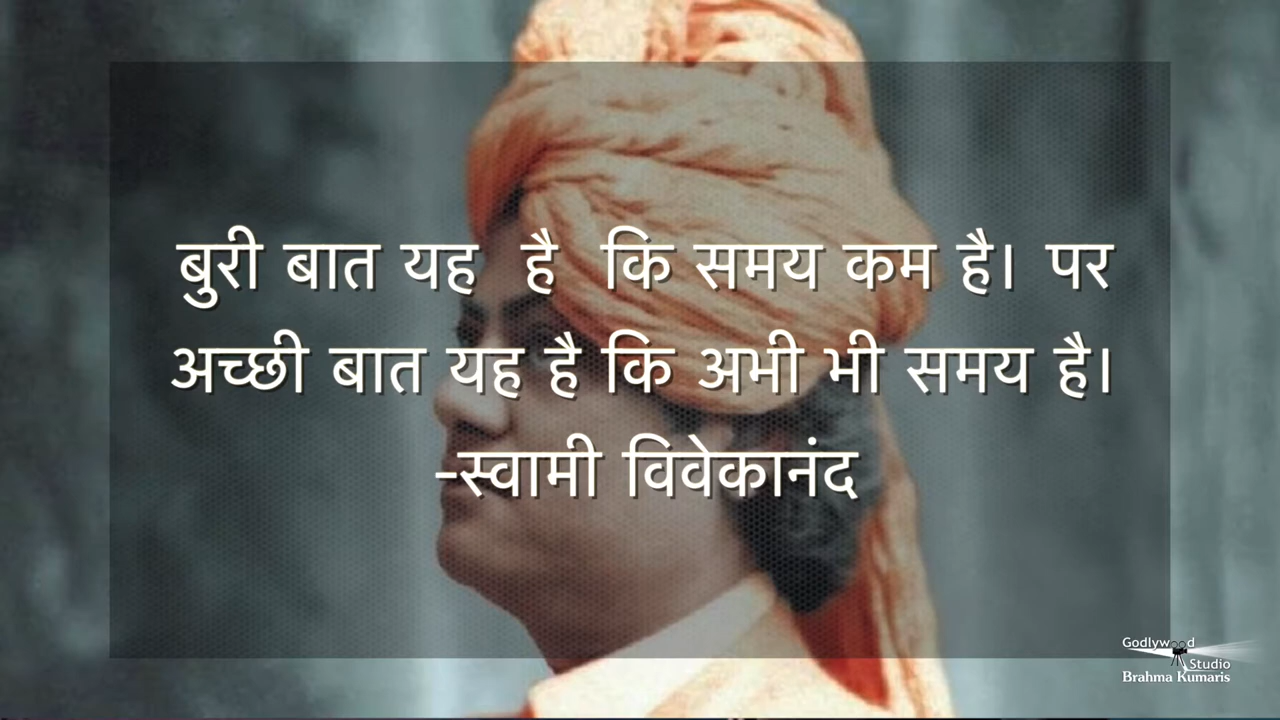 बुरी बात यह है कि समय कम है। पर
अच्छी बात यह है कि अभी भी समय है।
-स्वामी विवेकानंद
Godlywood
Studio
Brahma Kumaris